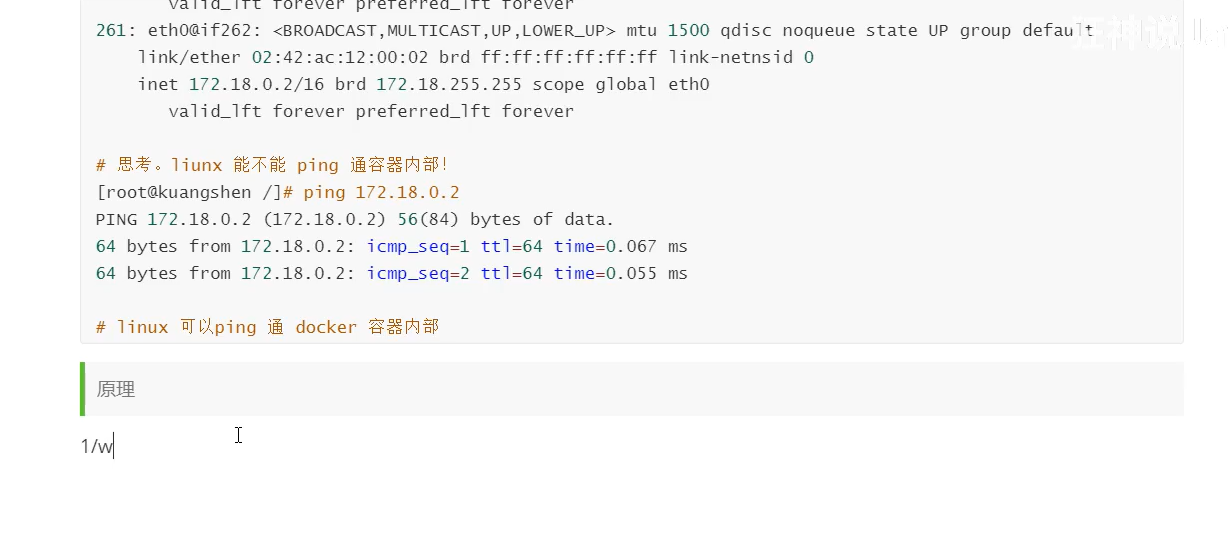 valid_lft forever preferred_lft forever
261: eth0@if262: <BROADCAST,MULTICAST,UP,LOWER_UP> mtu 1500 qdisc noqueue state UP group default
link/ether 02:42:ac:12:00:02 brd ff:ff:ff:ff:ff:ff link-netnsid 0
inet 172.18.0.2/16 brd 172.18.255.255 scope global eth0
valid_lft forever preferred_lft forever
# 思考。liunx 能不能 ping 通容器内部！
[root@kuangshen /]# ping 172.18.0.2
PING 172.18.0.2 (172.18.0.2) 56(84) bytes of data.
64 bytes from 172.18.0.2: icmp_seq=1 ttl=64 time=0.067 ms
64 bytes from 172.18.0.2: icmp_seq=2 ttl=64 time=0.055 ms
# linux 可以ping 通 docker 容器内部
原理
1/w
狂神说